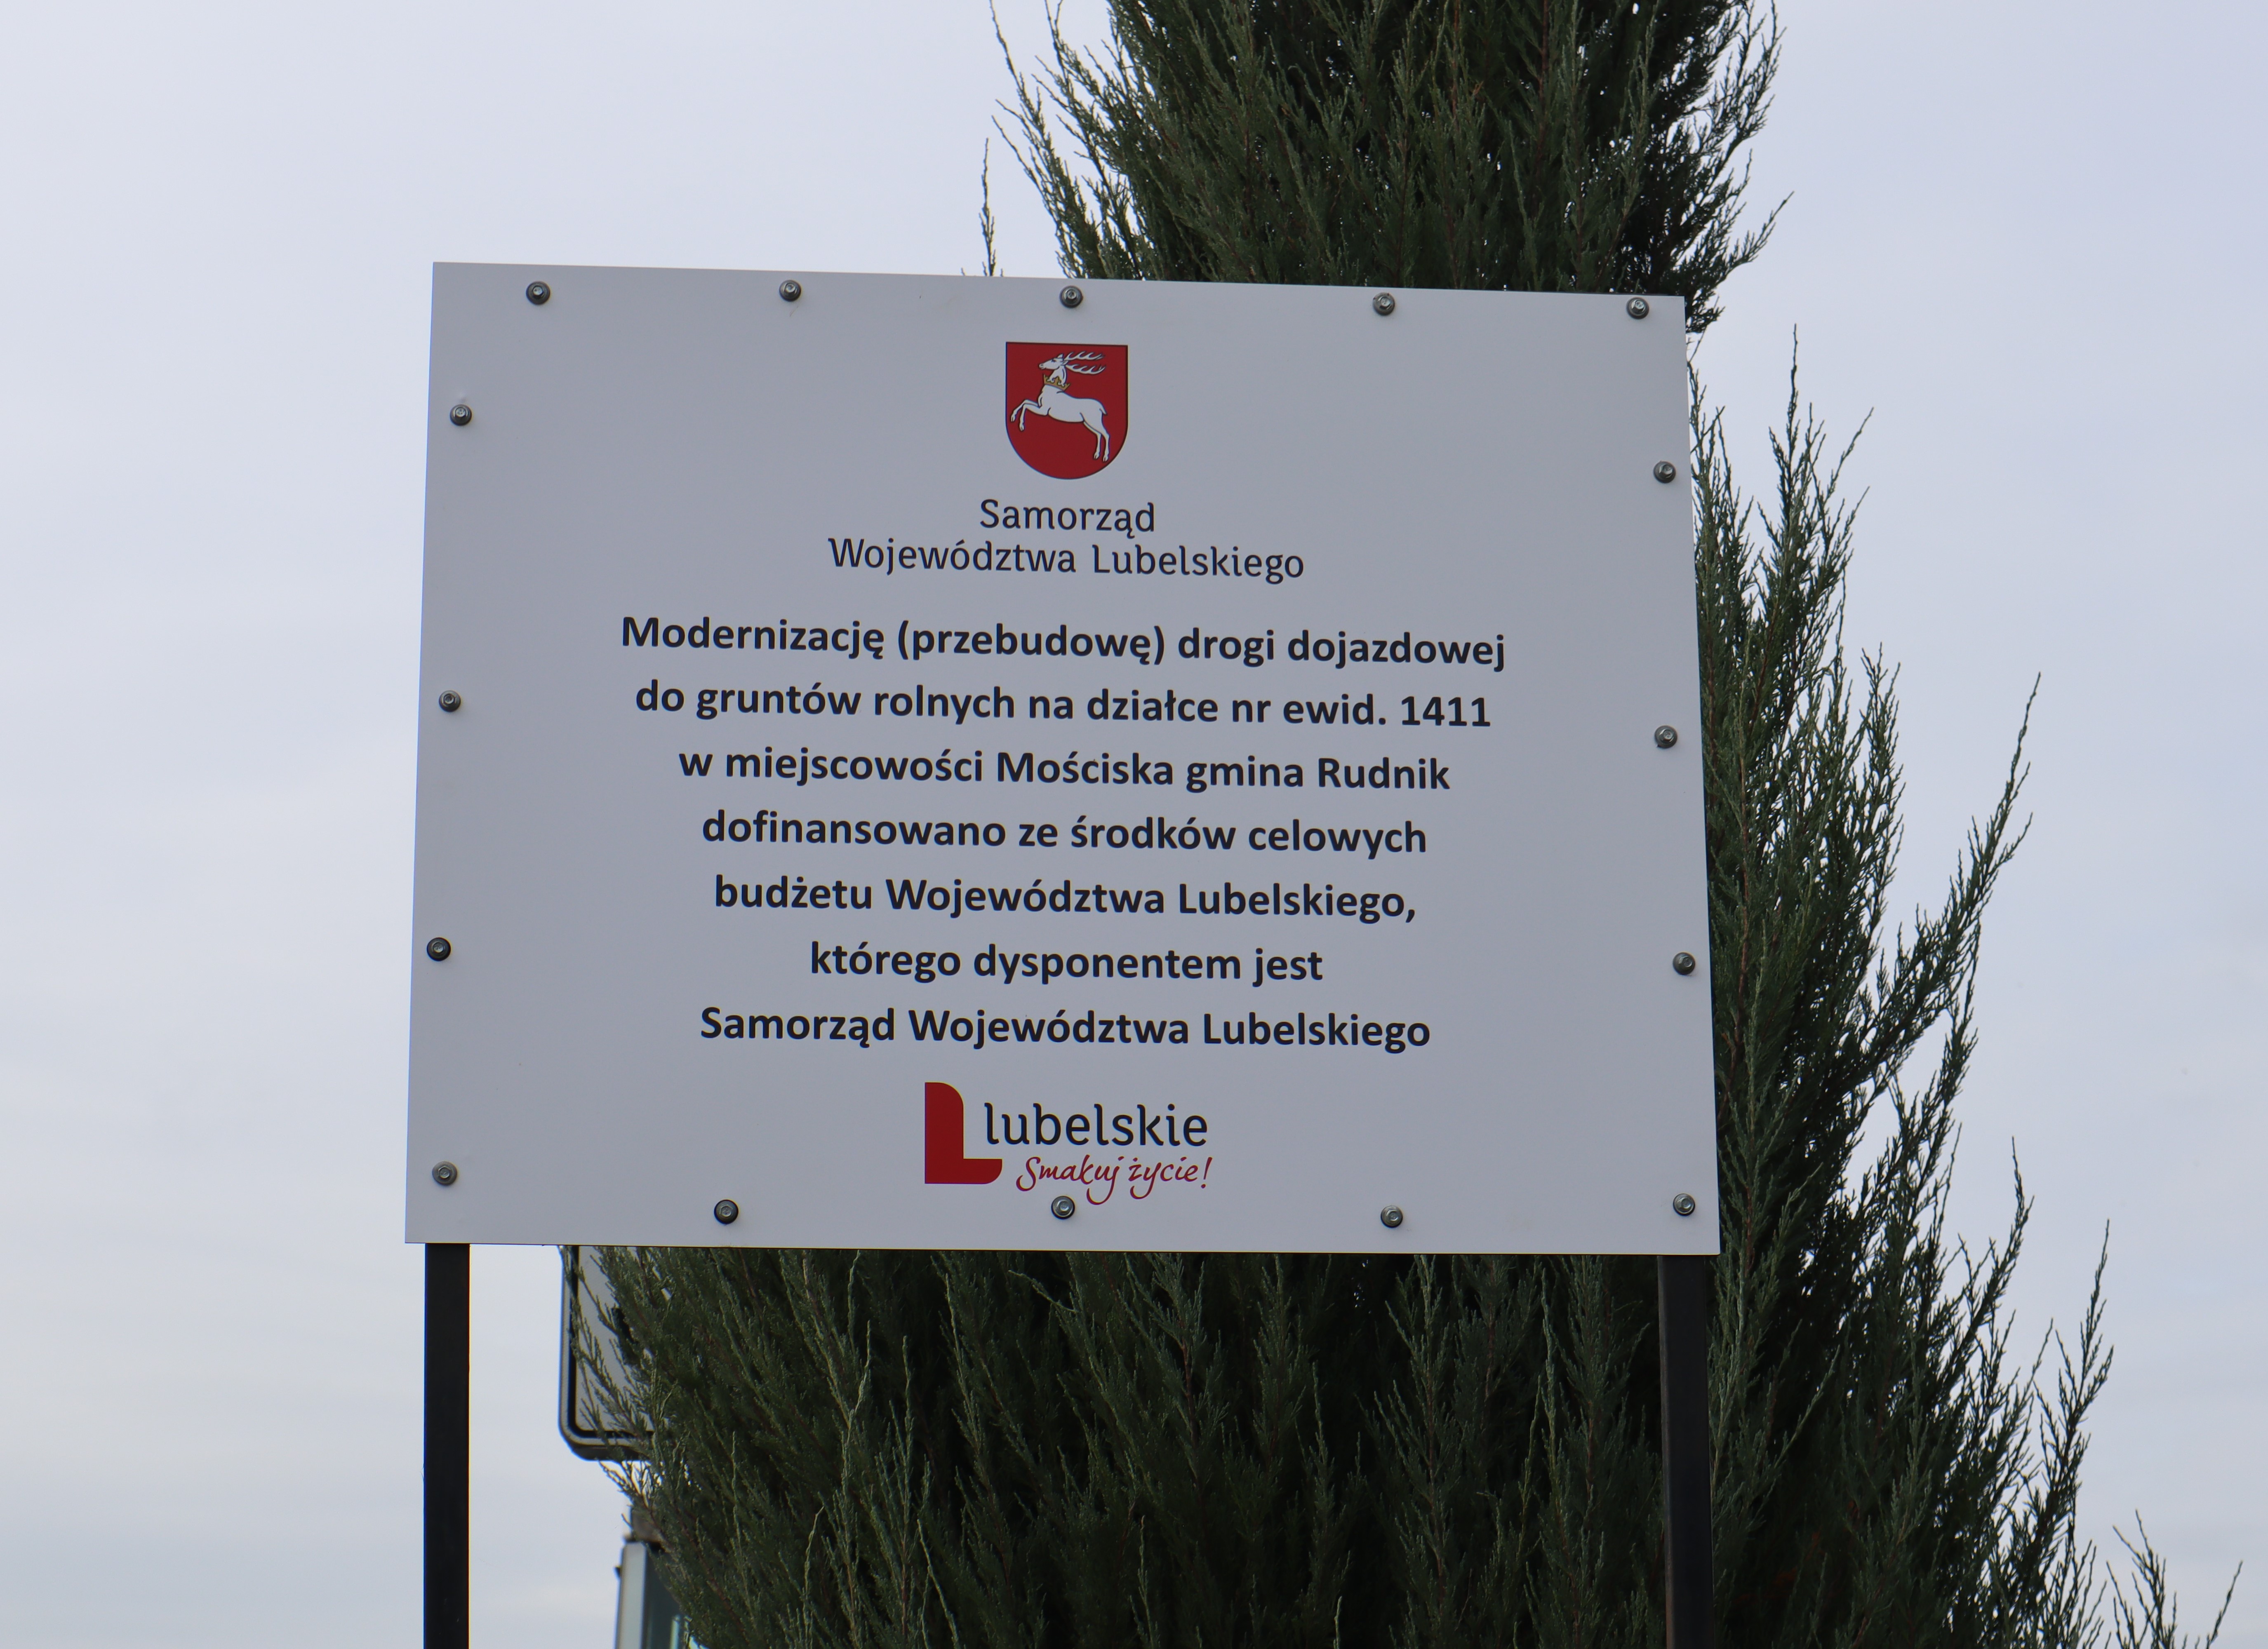 Samorząd
Województwa Lubelskiego
Modernizację (przebudowę) drogi dojazdowej
do gruntów rolnych na działce nr ewid. 1411
w miejscowości Mościska gmina Rudnik
dofinansowano ze środków celowych
budżetu Województwa Lubelskiego,
którego dysponentem jest
Samorząd Województwa Lubelskiego
lubelskie
Smakuj życie!